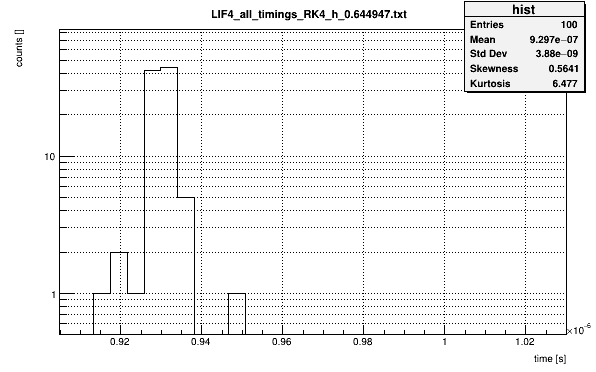 LIF4_all_timings_RK4_h_0.644947.txt
hist
Entries 100
Mean 9.297e−07
Std Dev 3.88e−09
Skewness 0.5641
Kurtosis 6.477
counts []
10
1
0.92 0.94 0.96 0.98 1 1.02
×10⁻⁶
time [s]